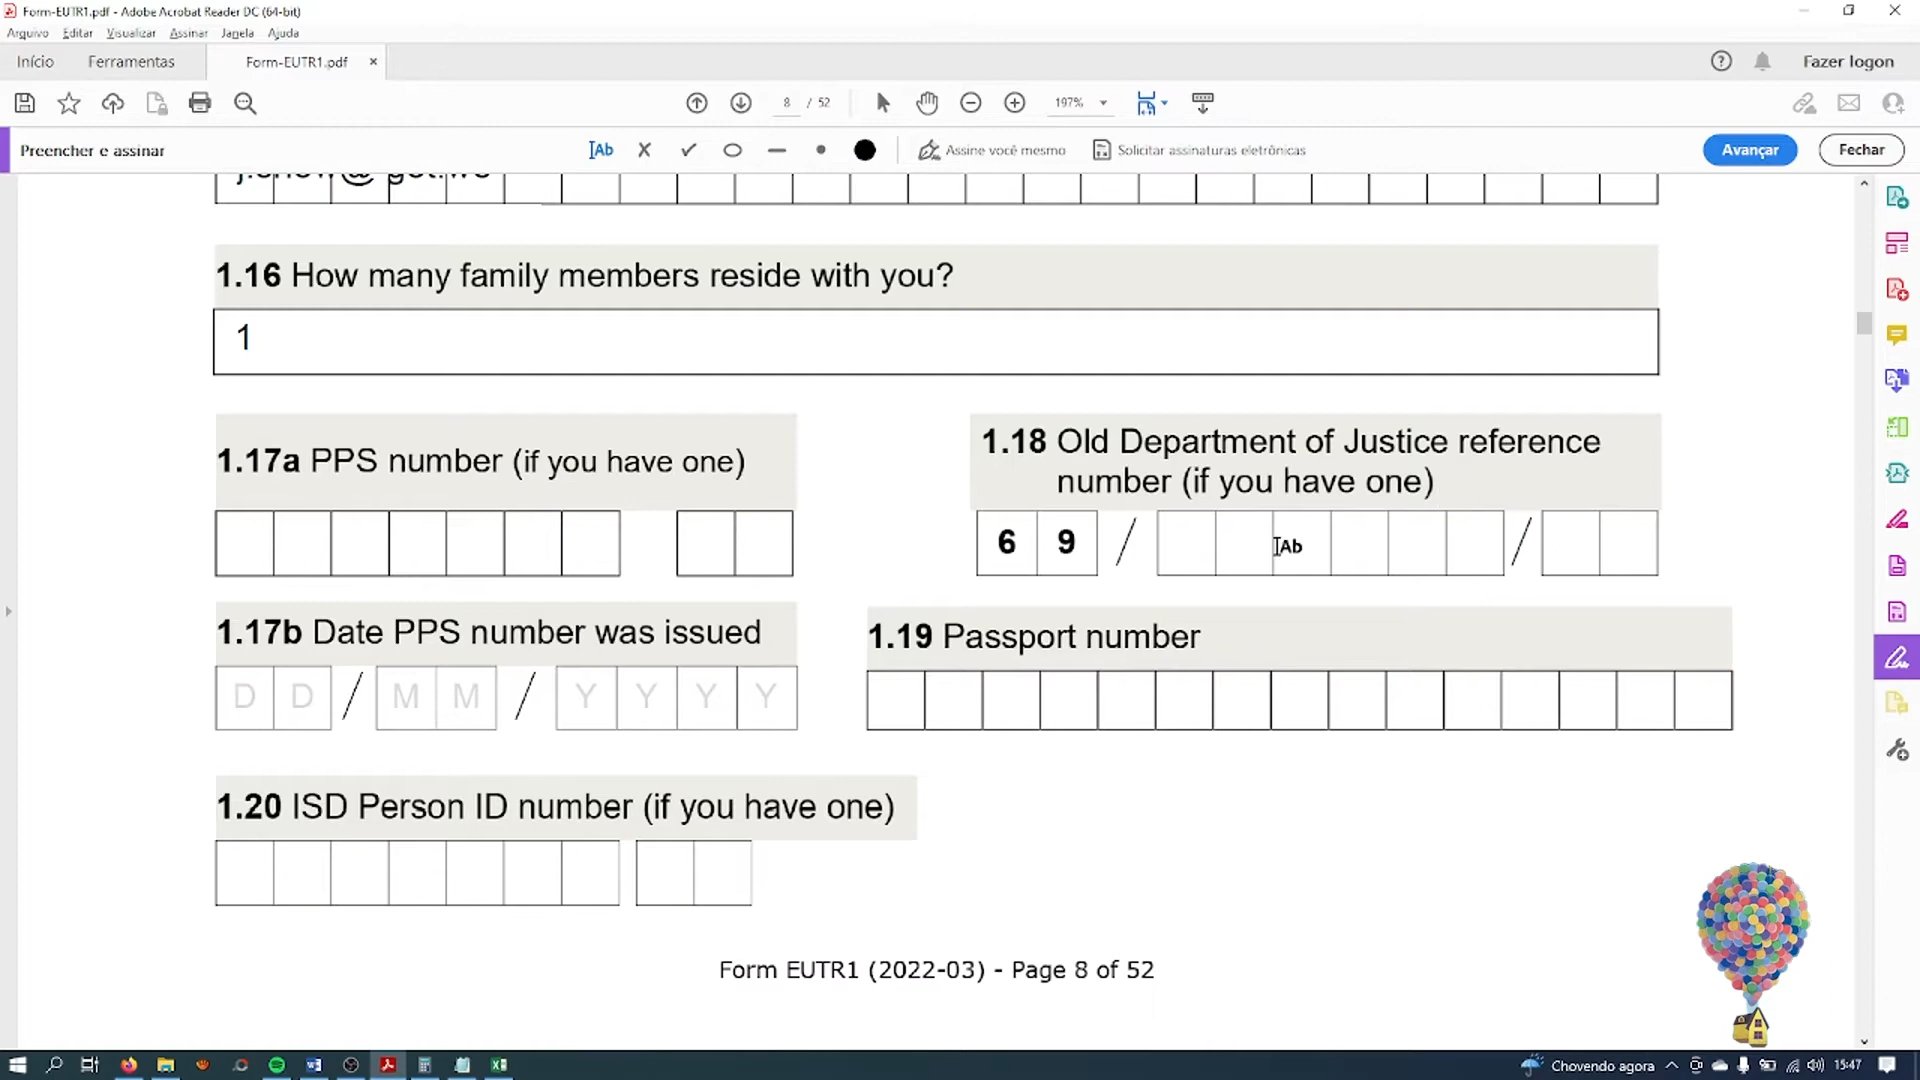 Form-EUTR1.pdf - Adobe Acrobat Reader DC (64-bit)
Arquivo Editar Visualizar Assinar Janela Ajuda
Início Ferramentas Form-EUTR1.pdf × Fazer logon
8 / 52 197%
Preencher e assinar Ab Assine você mesmo Solicitar assinaturas eletrônicas Avançar Fechar
1.16 How many family members reside with you?
1
1.17a PPS number (if you have one)
1.18 Old Department of Justice reference
number (if you have one)
6 9 / Ab /
1.17b Date PPS number was issued
D D / M M / Y Y Y Y
1.19 Passport number
1.20 ISD Person ID number (if you have one)
Form EUTR1 (2022-03) - Page 8 of 52
Chovendo agora 15:47